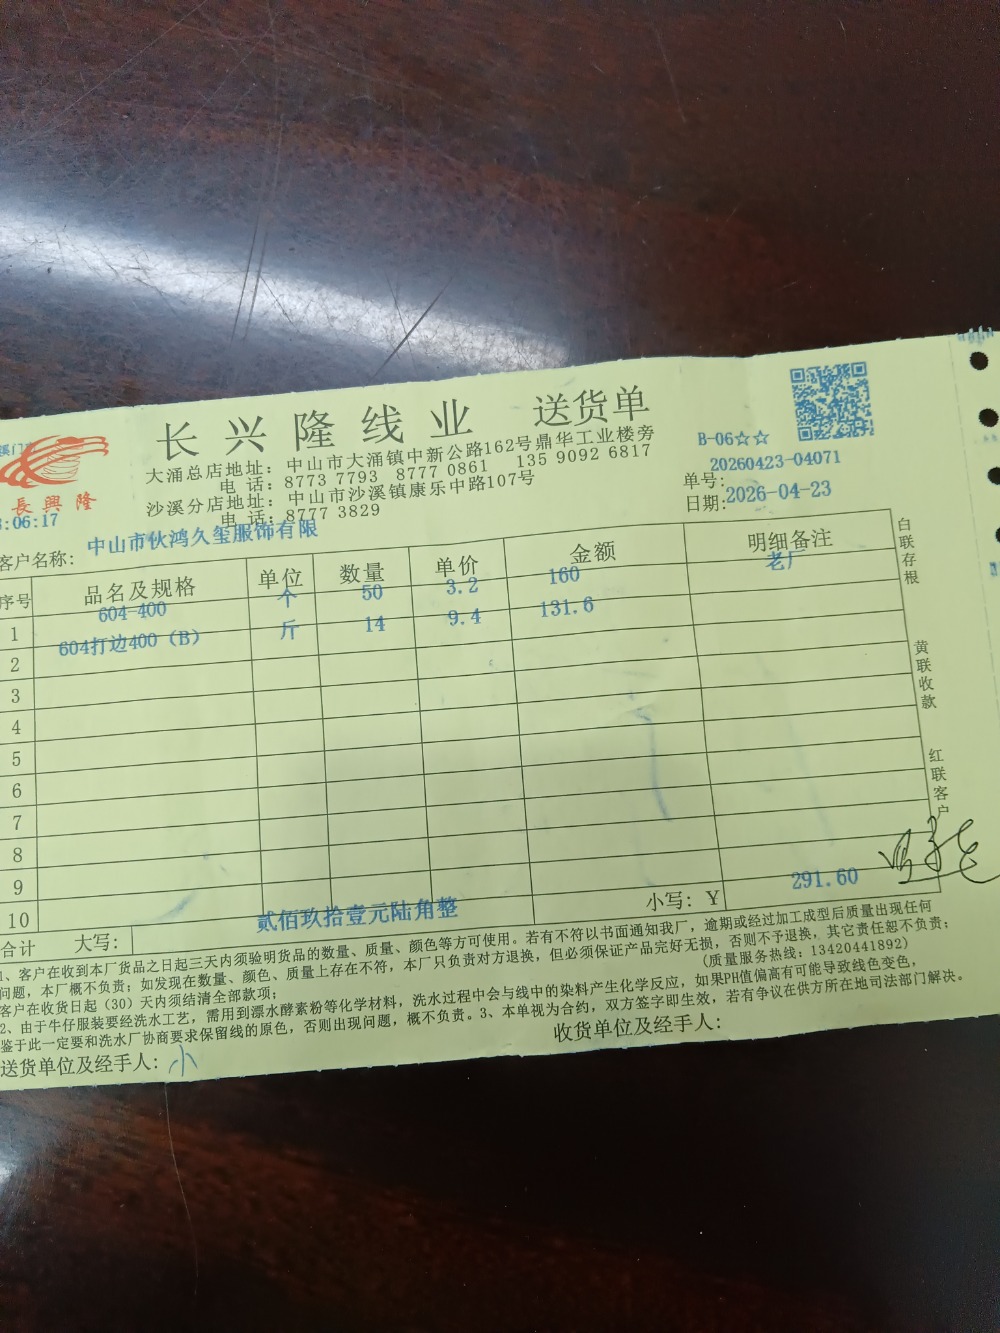 长兴隆线业 送货单
大涌总店地址：中山市大涌镇中新公路162号鼎华工业楼旁
电 话：8773 7793 8777 0861 135 9092 6817
沙溪分店地址：中山市沙溪镇康乐中路107号
电 话：8777 3829
長興隆
:06:17
B-06☆☆
单号：20260423-04071
日期：2026-04-23
客户名称：中山市伙鸿久玺服饰有限
序号 品名及规格 单位 数量 单价 金额 明细备注
1 604-400 个 50 3.2 160 老厂
2 604打边400（B） 斤 14 9.4 131.6
3
4
5
6
7
8
9
10
合计 大写：贰佰玖拾壹元陆角整 小写：￥ 291.60
白联存根
黄联收款
红联客户
1、客户在收到本厂货品之日起三天内须验明货品的数量、质量、颜色等方可使用。若有不符以书面通知我厂，逾期或经过加工成型后质量出现任何
问题，本厂概不负责；如发现在数量、颜色、质量上存在不符，本厂只负责对方退换，但必须保证产品完好无损，否则不予退换，其它责任恕不负责；
客户在收货日起（30）天内须结清全部款项； （质量服务热线：13420441892）
2、由于牛仔服装要经洗水工艺，需用到漂水酵素粉等化学材料，洗水过程中会与线中的染料产生化学反应，如果PH值偏高有可能导致线色变色，
鉴于此一定要和洗水厂协商要求保留线的原色，否则出现问题，概不负责。3、本单视为合约，双方签字即生效，若有争议在供方所在地司法部门解决。
送货单位及经手人：小
收货单位及经手人：